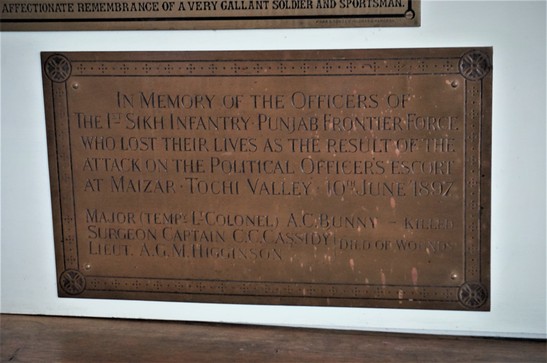 AFFECTIONATE REMEMBRANCE OF A VERY GALLANT SOLDIER AND SPORTSMAN.
IN MEMORY OF THE OFFICERS OF
THE 1ST SIKH INFANTRY · PUNJAB FRONTIER FORCE,
WHO LOST THEIR LIVES AS THE RESULT OF THE
ATTACK ON THE POLITICAL OFFICER'S ESCORT
AT MAIZAR · TOCHI VALLEY · 10TH JUNE 1897
MAJOR (TEMPY LT COLONEL) A.C. BUNNY ~ KILLED
SURGEON CAPTAIN C.C. CASSIDY } DIED OF WOUNDS
LIEUT. A.G.M. HIGGINSON